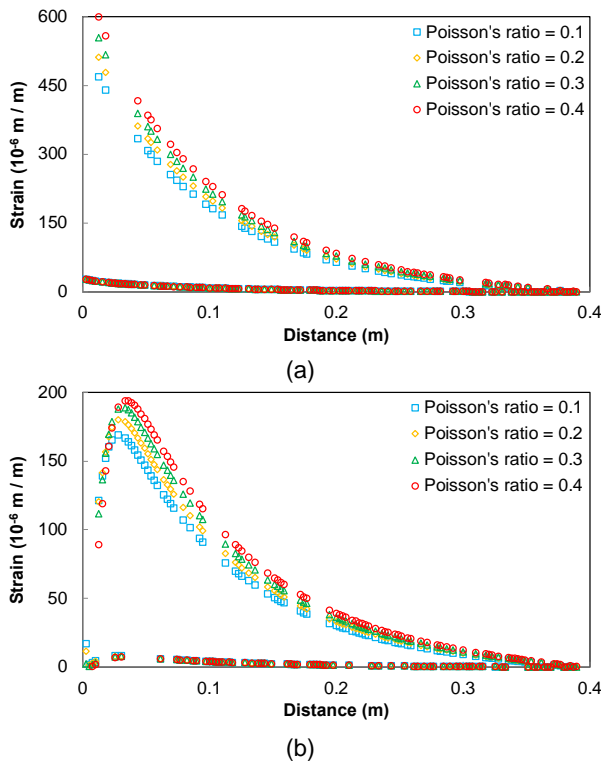 600
450
300
150
0
Strain (10⁻⁶ m / m)
Poisson's ratio = 0.1
Poisson's ratio = 0.2
Poisson's ratio = 0.3
Poisson's ratio = 0.4
0 0.1 0.2 0.3 0.4
Distance (m)
(a)
200
150
100
50
0
Strain (10⁻⁶ m / m)
Poisson's ratio = 0.1
Poisson's ratio = 0.2
Poisson's ratio = 0.3
Poisson's ratio = 0.4
0 0.1 0.2 0.3 0.4
Distance (m)
(b)